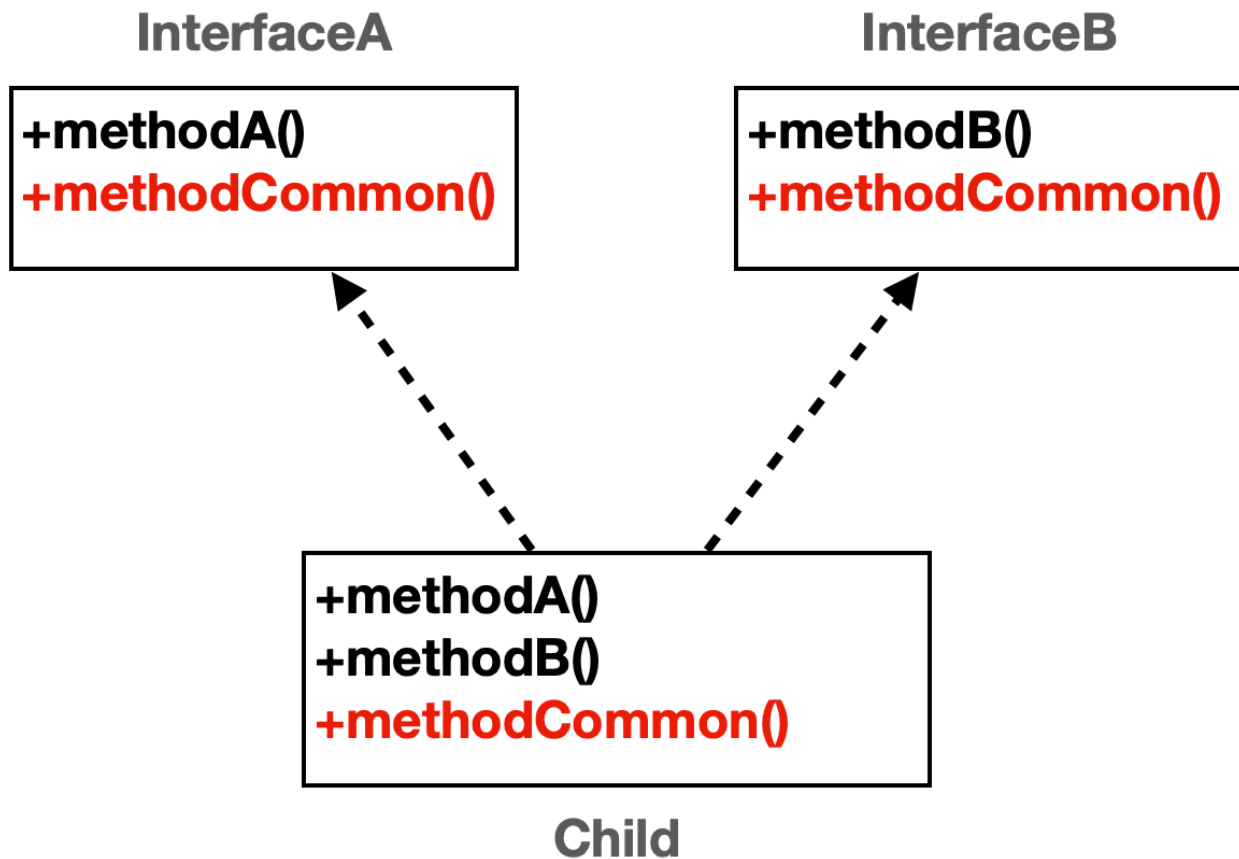 InterfaceA
+methodA()
+methodCommon()
InterfaceB
+methodB()
+methodCommon()
+methodA()
+methodB()
+methodCommon()
Child